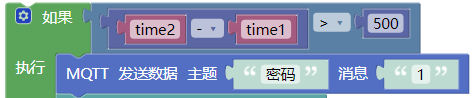 如果 time2 - time1 > 500
执行 MQTT 发送数据 主题 “密码” 消息 “1”